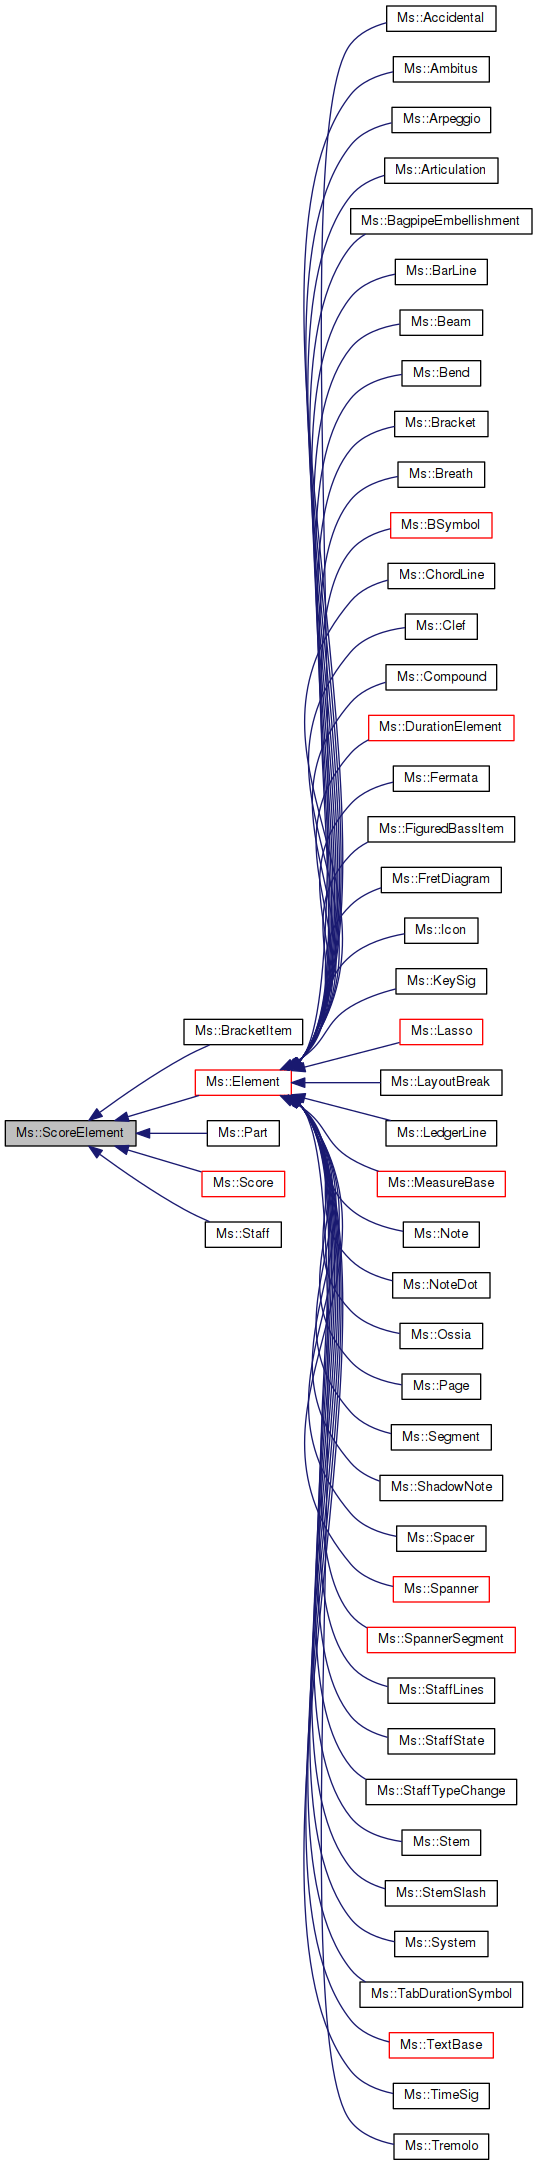 Ms::Accidental
Ms::Ambitus
Ms::Arpeggio
Ms::Articulation
Ms::BagpipeEmbellishment
Ms::BarLine
Ms::Beam
Ms::Bend
Ms::Bracket
Ms::Breath
Ms::BSymbol
Ms::ChordLine
Ms::Clef
Ms::Compound
Ms::DurationElement
Ms::Fermata
Ms::FiguredBassItem
Ms::FretDiagram
Ms::Icon
Ms::KeySig
Ms::BracketItem
Ms::Lasso
Ms::Element
Ms::LayoutBreak
Ms::ScoreElement
Ms::Part
Ms::LedgerLine
Ms::Score
Ms::MeasureBase
Ms::Staff
Ms::Note
Ms::NoteDot
Ms::Ossia
Ms::Page
Ms::Segment
Ms::ShadowNote
Ms::Spacer
Ms::Spanner
Ms::SpannerSegment
Ms::StaffLines
Ms::StaffState
Ms::StaffTypeChange
Ms::Stem
Ms::StemSlash
Ms::System
Ms::TabDurationSymbol
Ms::TextBase
Ms::TimeSig
Ms::Tremolo